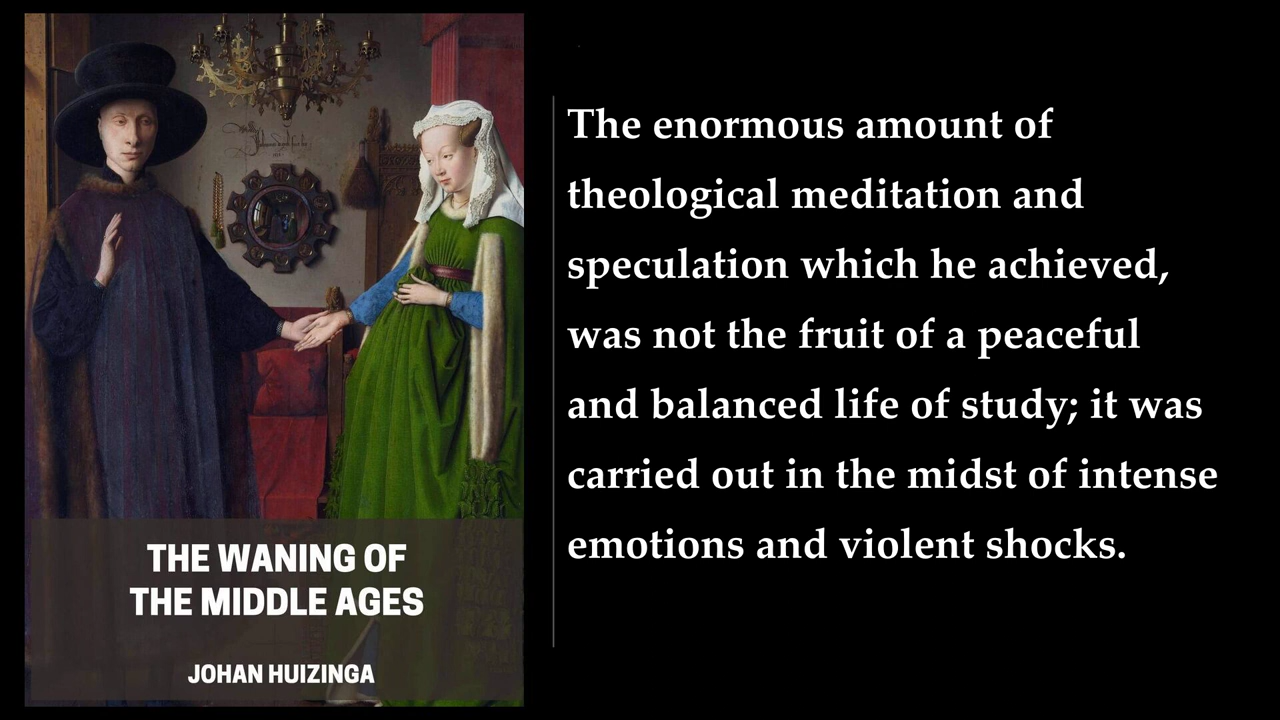 THE WANING OF
THE MIDDLE AGES
JOHAN HUIZINGA
The enormous amount of
theological meditation and
speculation which he achieved,
was not the fruit of a peaceful
and balanced life of study; it was
carried out in the midst of intense
emotions and violent shocks.